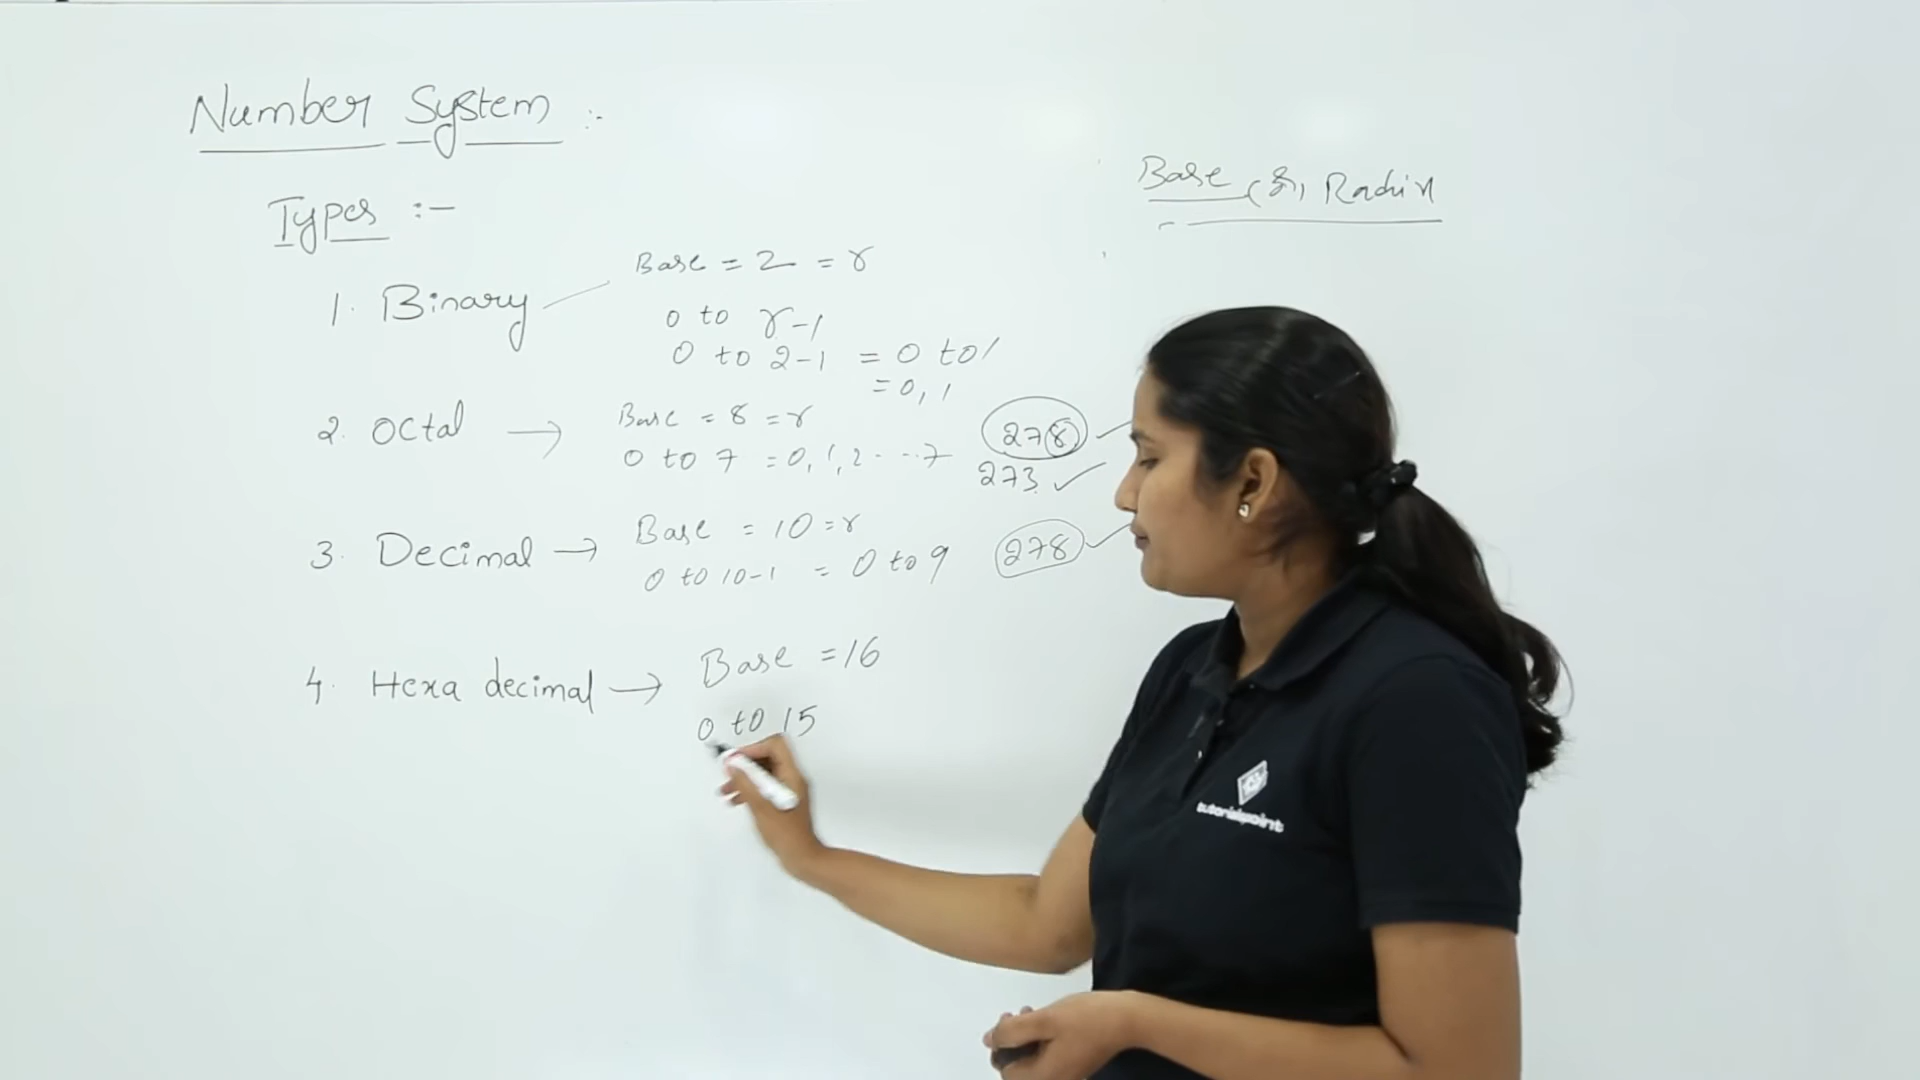 Number System :-
Base (or) Radix
Types :-
1. Binary
Base = 2 = r
0 to r-1
0 to 2-1 = 0 to 1
= 0, 1
2. Octal →
Base = 8 = r
0 to 7 = 0, 1, 2 - - - 7
278
273 ✓
3. Decimal →
Base = 10 = r
0 to 10-1 = 0 to 9
278
4. Hexa decimal →
Base = 16
0 to 15
tutorialspoint